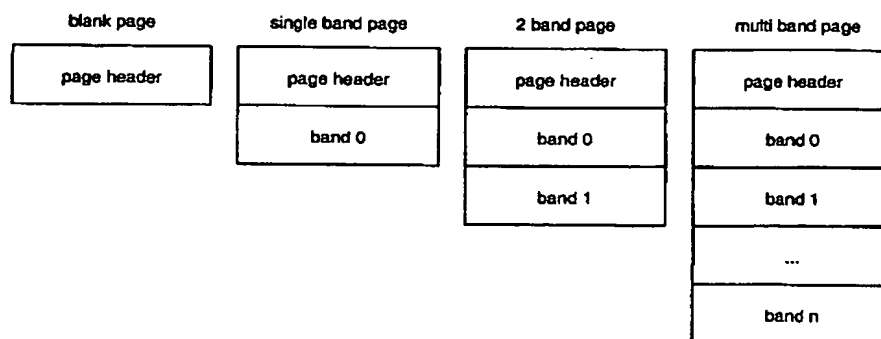 blank page
page header
single band page
page header
band 0
2 band page
page header
band 0
band 1
multi band page
page header
band 0
band 1
...
band n